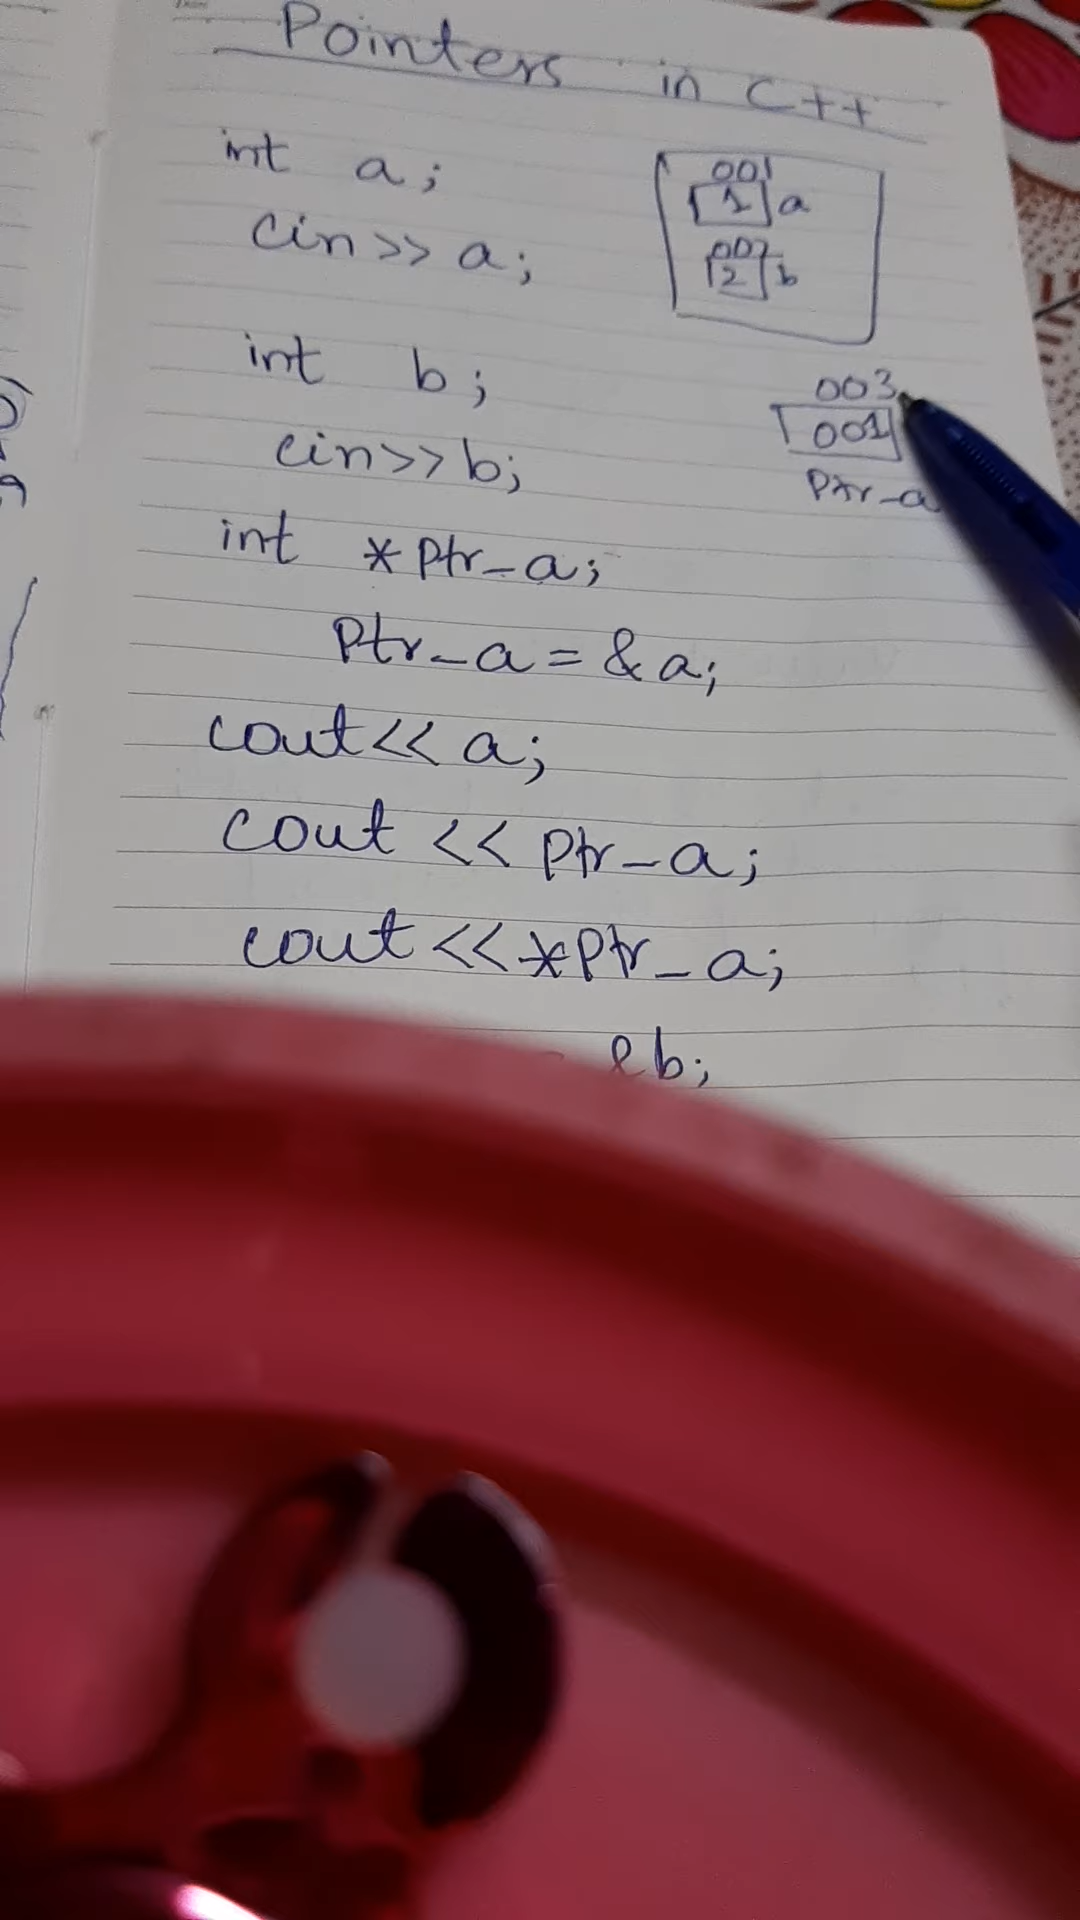 Pointers in C++
int a;
cin>> a;
001
1 a
002
2 b
int b;
cin>>b;
003
001
Ptr_a
int *Ptr_a;
Ptr_a = &a;
cout<< a;
cout << Ptr_a;
cout <<*Ptr_a;
&b;